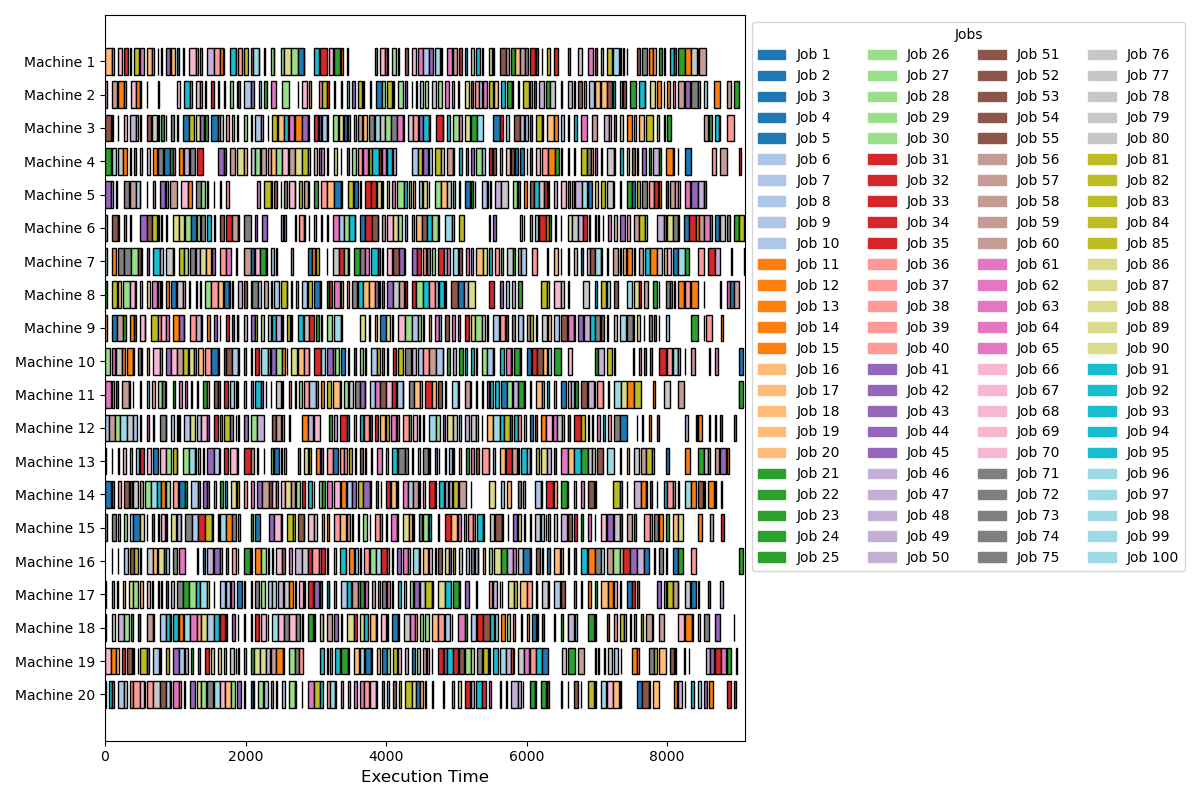 Machine 1
Machine 2
Machine 3
Machine 4
Machine 5
Machine 6
Machine 7
Machine 8
Machine 9
Machine 10
Machine 11
Machine 12
Machine 13
Machine 14
Machine 15
Machine 16
Machine 17
Machine 18
Machine 19
Machine 20
0 2000 4000 6000 8000
Execution Time
Jobs
Job 1 Job 26 Job 51 Job 76
Job 2 Job 27 Job 52 Job 77
Job 3 Job 28 Job 53 Job 78
Job 4 Job 29 Job 54 Job 79
Job 5 Job 30 Job 55 Job 80
Job 6 Job 31 Job 56 Job 81
Job 7 Job 32 Job 57 Job 82
Job 8 Job 33 Job 58 Job 83
Job 9 Job 34 Job 59 Job 84
Job 10 Job 35 Job 60 Job 85
Job 11 Job 36 Job 61 Job 86
Job 12 Job 37 Job 62 Job 87
Job 13 Job 38 Job 63 Job 88
Job 14 Job 39 Job 64 Job 89
Job 15 Job 40 Job 65 Job 90
Job 16 Job 41 Job 66 Job 91
Job 17 Job 42 Job 67 Job 92
Job 18 Job 43 Job 68 Job 93
Job 19 Job 44 Job 69 Job 94
Job 20 Job 45 Job 70 Job 95
Job 21 Job 46 Job 71 Job 96
Job 22 Job 47 Job 72 Job 97
Job 23 Job 48 Job 73 Job 98
Job 24 Job 49 Job 74 Job 99
Job 25 Job 50 Job 75 Job 100